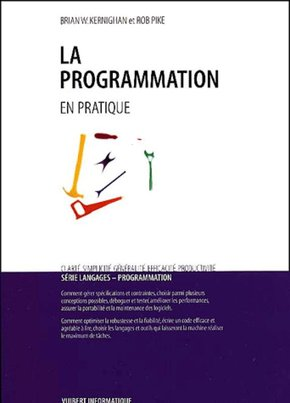 BRIAN W. KERNIGHAN et ROB PIKE
LA
PROGRAMMATION
EN PRATIQUE
CLARTÉ SIMPLICITÉ GÉNÉRALITÉ EFFICACITÉ PRODUCTIVITÉ
SÉRIE LANGAGES – PROGRAMMATION
Comment gérer spécifications et contraintes, choisir parmi plusieurs
conceptions possibles, déboguer et tester, améliorer les performances,
assurer la portabilité et la maintenance des logiciels.
Comment optimiser la robustesse et la fiabilité, écrire un code efficace et
agréable à lire, choisir les langages et outils qui laisseront la machine réaliser
le maximum de tâches.
VUIBERT INFORMATIQUE